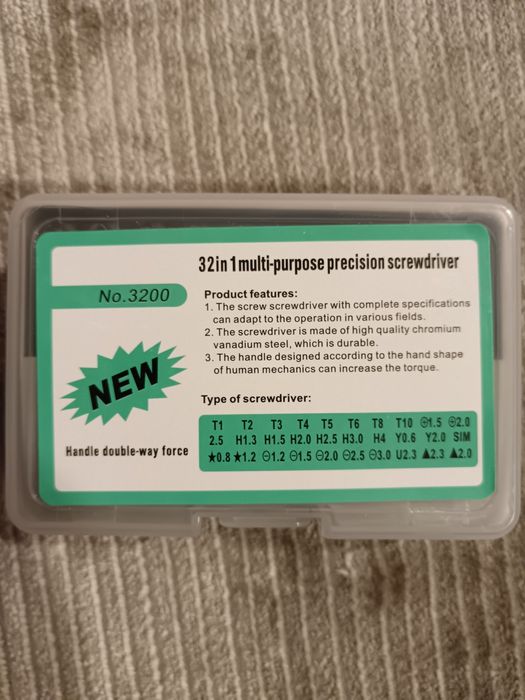 32 in 1 multi-purpose precision screwdriver
No.3200
Product features:
1. The screw screwdriver with complete specifications
can adapt to the operation in various fields.
2. The screwdriver is made of high quality chromium
vanadium steel, which is durable.
3. The handle designed according to the hand shape
of human mechanics can increase the torque.
NEW
Handle double-way force
Type of screwdriver:
T1 T2 T3 T4 T5 T6 T8 T10 ⊕1.5 ⊕2.0
2.5 H1.3 H1.5 H2.0 H2.5 H3.0 H4 Y0.6 Y2.0 SIM
★0.8 ★1.2 ⊖1.2 ⊖1.5 ⊖2.0 ⊖2.5 ⊖3.0 U2.3 ▲2.3 ▲2.0